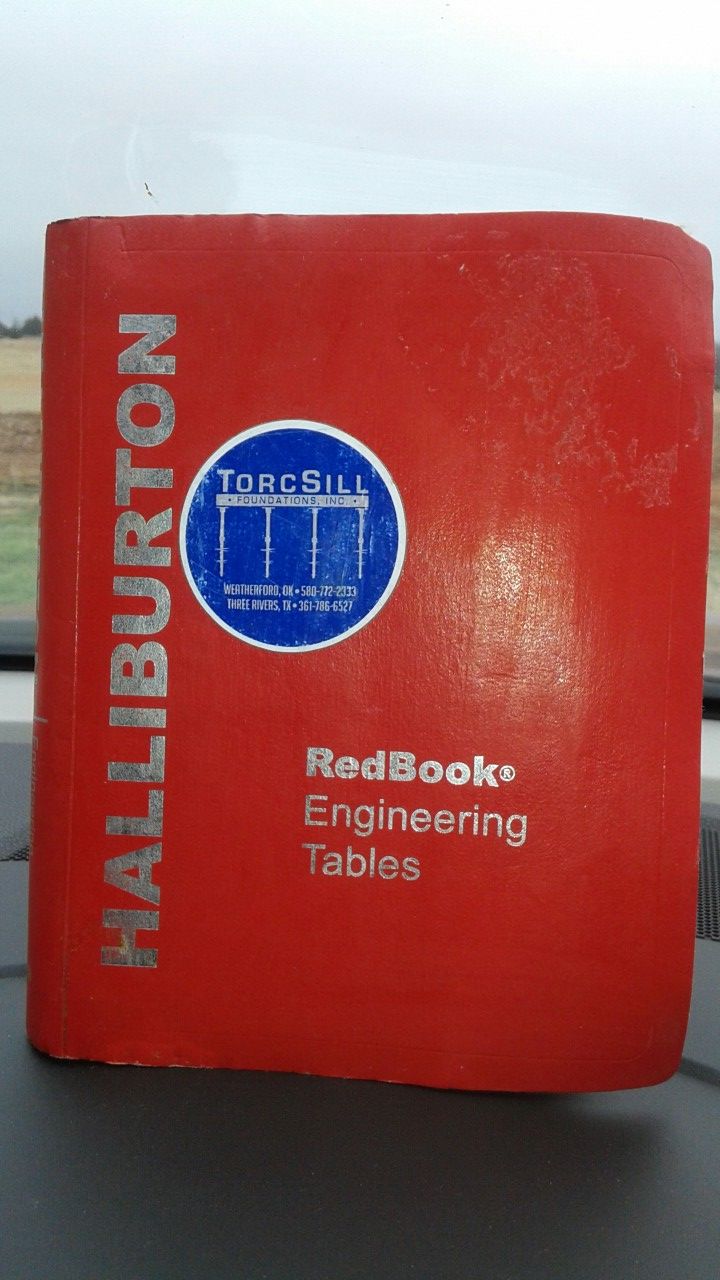 HALLIBURTON
TORCSILL
• FOUNDATIONS, INC. •
WEATHERFORD, OK • 580-772-2333
THREE RIVERS, TX • 361-786-6527
RedBook®
Engineering
Tables